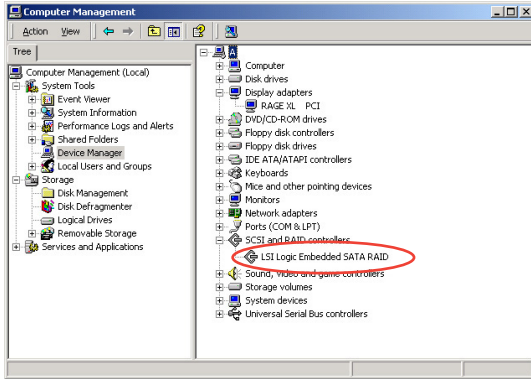 Computer Management
Action View
Tree
Computer Management (Local)
System Tools
Event Viewer
System Information
Performance Logs and Alerts
Shared Folders
Device Manager
Local Users and Groups
Storage
Disk Management
Disk Defragmenter
Logical Drives
Removable Storage
Services and Applications
A
Computer
Disk drives
Display adapters
RAGE XL PCI
DVD/CD-ROM drives
Floppy disk controllers
Floppy disk drives
IDE ATA/ATAPI controllers
Keyboards
Mice and other pointing devices
Monitors
Network adapters
Ports (COM & LPT)
SCSI and RAID controllers
LSI Logic Embedded SATA RAID
Sound, video and game controllers
Storage volumes
System devices
Universal Serial Bus controllers